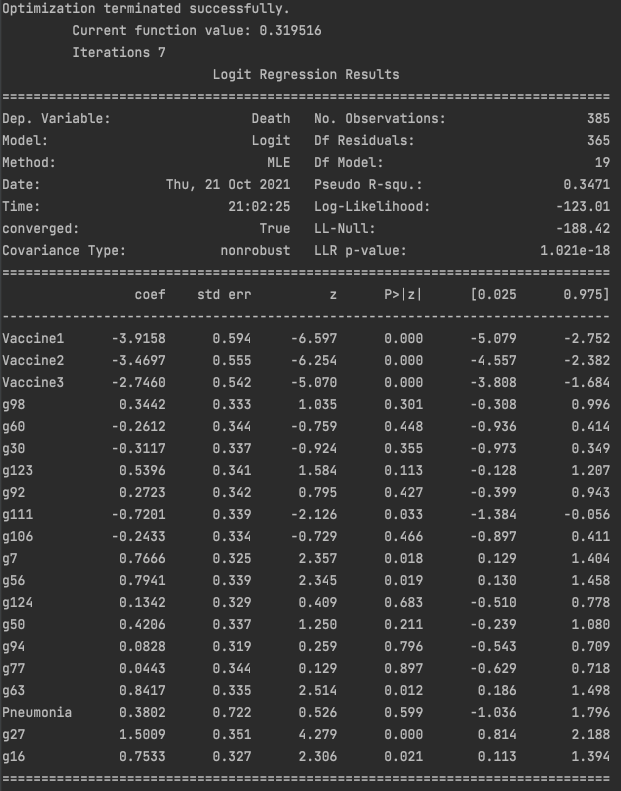 Optimization terminated successfully.
         Current function value: 0.319516
         Iterations 7
                           Logit Regression Results
==============================================================================
Dep. Variable:                  Death   No. Observations:                  385
Model:                          Logit   Df Residuals:                      365
Method:                           MLE   Df Model:                           19
Date:                Thu, 21 Oct 2021   Pseudo R-squ.:                  0.3471
Time:                        21:02:25   Log-Likelihood:                -123.01
converged:                       True   LL-Null:                       -188.42
Covariance Type:            nonrobust   LLR p-value:                 1.021e-18
==============================================================================
                 coef    std err          z      P>|z|      [0.025      0.975]
------------------------------------------------------------------------------
Vaccine1      -3.9158      0.594     -6.597      0.000      -5.079      -2.752
Vaccine2      -3.4697      0.555     -6.254      0.000      -4.557      -2.382
Vaccine3      -2.7460      0.542     -5.070      0.000      -3.808      -1.684
g98            0.3442      0.333      1.035      0.301      -0.308       0.996
g60           -0.2612      0.344     -0.759      0.448      -0.936       0.414
g30           -0.3117      0.337     -0.924      0.355      -0.973       0.349
g123           0.5396      0.341      1.584      0.113      -0.128       1.207
g92            0.2723      0.342      0.795      0.427      -0.399       0.943
g111          -0.7201      0.339     -2.126      0.033      -1.384      -0.056
g106          -0.2433      0.334     -0.729      0.466      -0.897       0.411
g7             0.7666      0.325      2.357      0.018       0.129       1.404
g56            0.7941      0.339      2.345      0.019       0.130       1.458
g124           0.1342      0.329      0.409      0.683      -0.510       0.778
g50            0.4206      0.337      1.250      0.211      -0.239       1.080
g94            0.0828      0.319      0.259      0.796      -0.543       0.709
g77            0.0443      0.344      0.129      0.897      -0.629       0.718
g63            0.8417      0.335      2.514      0.012       0.186       1.498
Pneumonia      0.3802      0.722      0.526      0.599      -1.036       1.796
g27            1.5009      0.351      4.279      0.000       0.814       2.188
g16            0.7533      0.327      2.306      0.021       0.113       1.394
==============================================================================